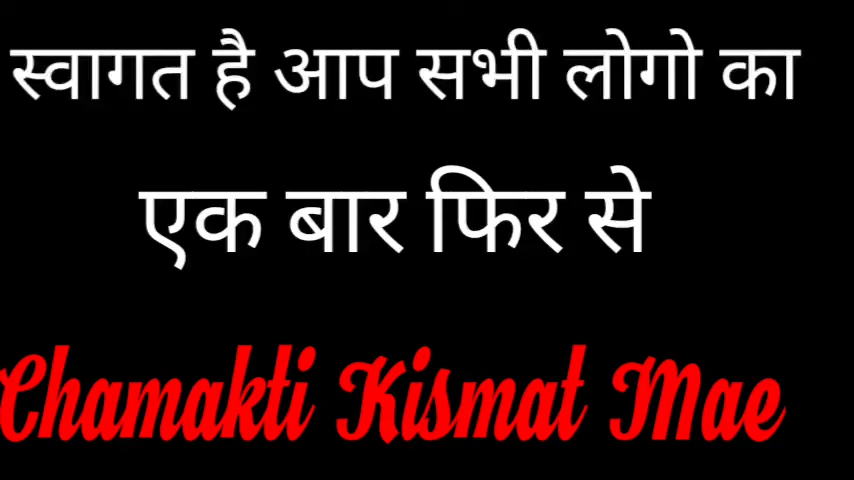 स्वागत है आप सभी लोगो का
एक बार फिर से
Chamakti Kismat Mae